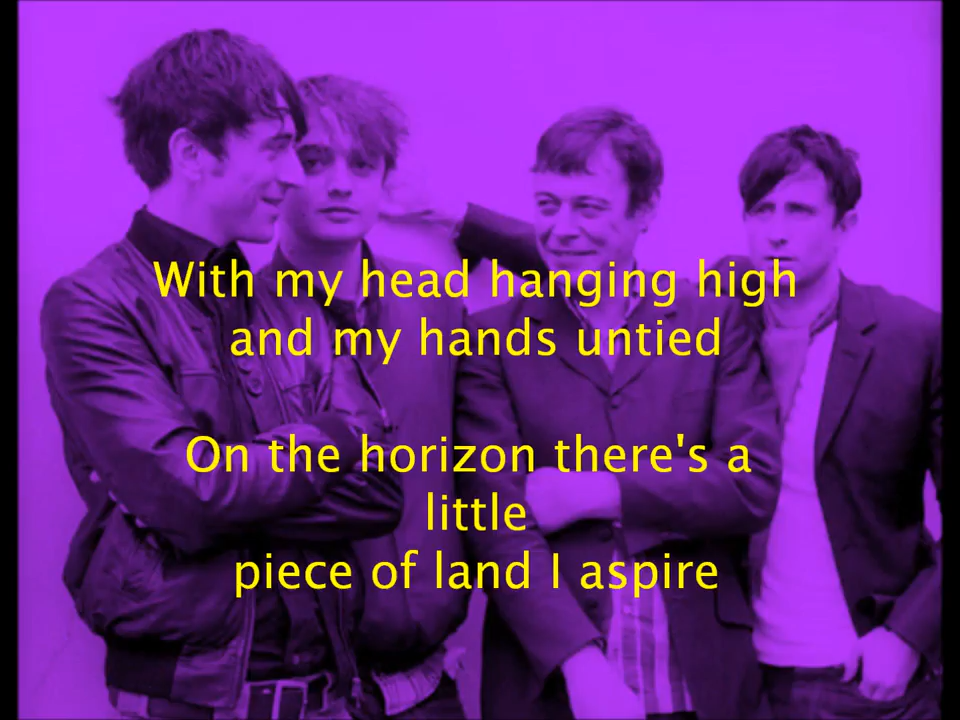 With my head hanging high
and my hands untied
On the horizon there's a
little
piece of land I aspire